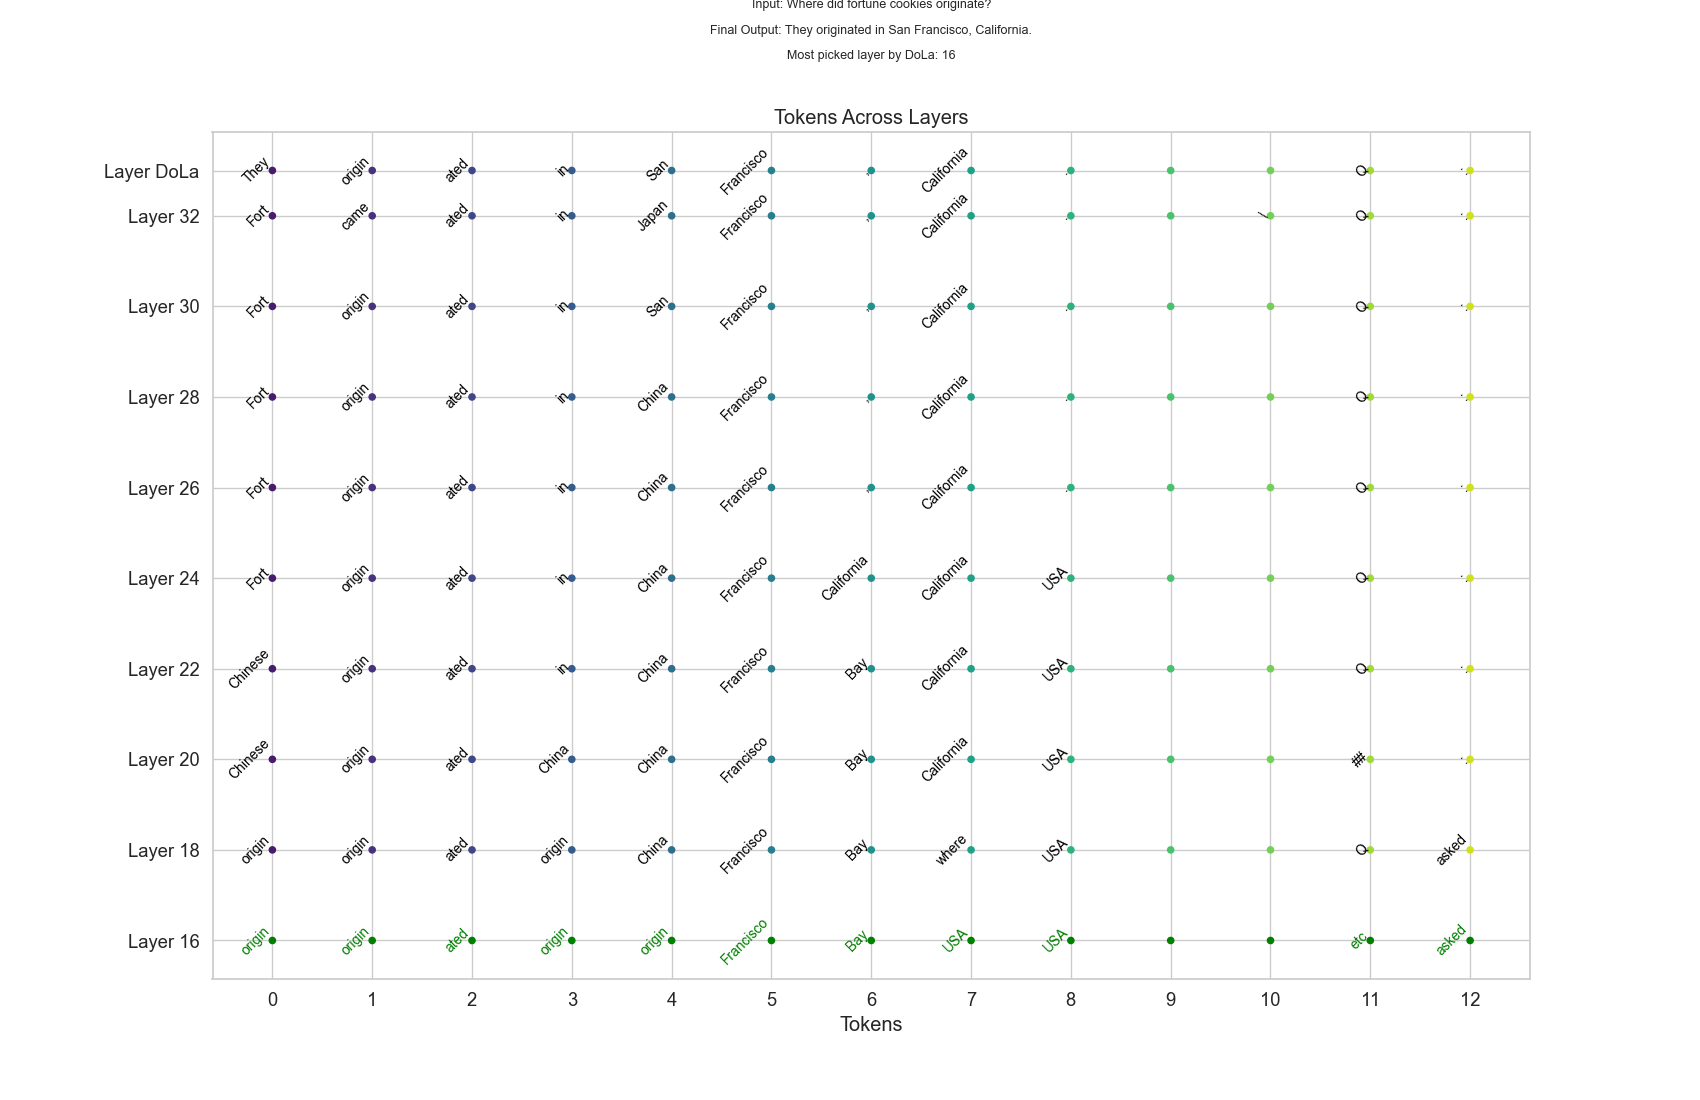 Input: Where did fortune cookies originate?
Final Output: They originated in San Francisco, California.
Most picked layer by DoLa: 16
Tokens Across Layers
Layer DoLa They origin ated in San Francisco , California . Q :
Layer 32 Fort came ated in Japan Francisco , California . / Q :
Layer 30 Fort origin ated in San Francisco , California . Q :
Layer 28 Fort origin ated in China Francisco , California . Q :
Layer 26 Fort origin ated in China Francisco , California . Q :
Layer 24 Fort origin ated in China Francisco California California USA Q :
Layer 22 Chinese origin ated in China Francisco Bay California USA Q :
Layer 20 Chinese origin ated China China Francisco Bay California USA ## :
Layer 18 origin origin ated origin China Francisco Bay where USA Q asked
Layer 16 origin origin ated origin origin Francisco Bay USA USA etc asked
0 1 2 3 4 5 6 7 8 9 10 11 12
Tokens